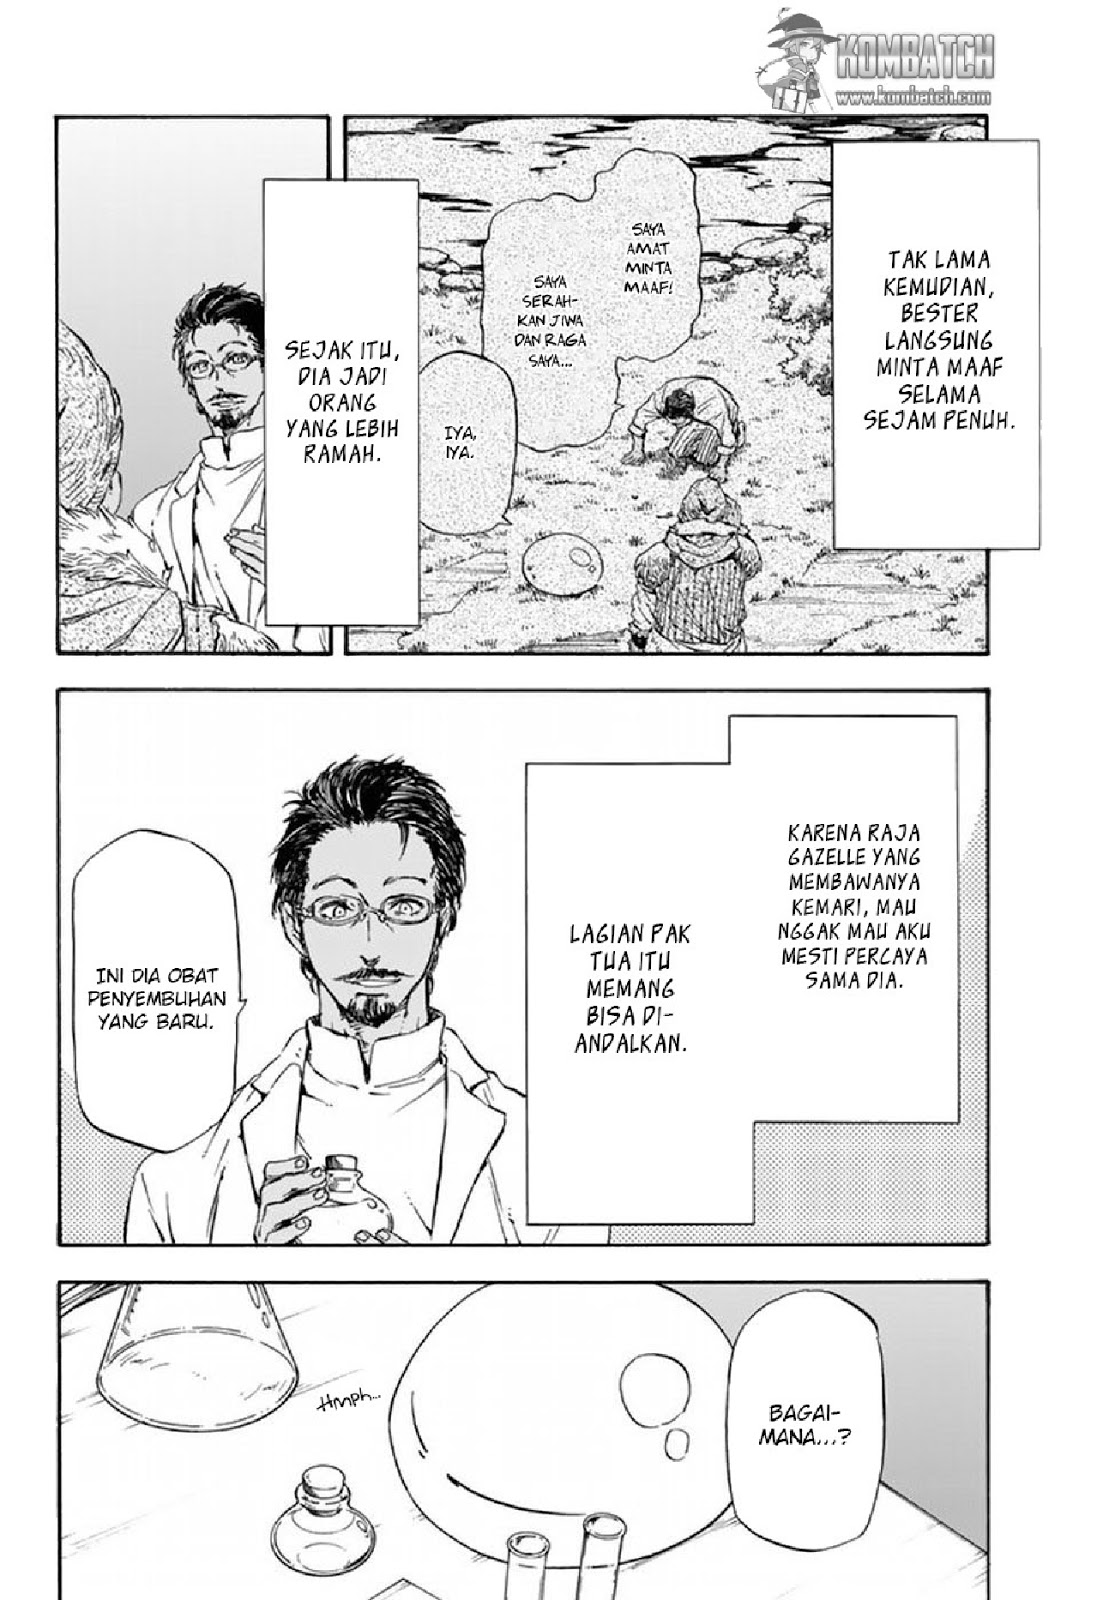 KOMBATCH
www.kombatch.com
TAK LAMA
KEMUDIAN,
BESTER
LANGSUNG
MINTA MAAF
SELAMA
SEJAM PENUH.
SAYA
AMAT
MINTA
MAAF!
SAYA
SERAH-
KAN JIWA
DAN RAGA
SAYA...
IYA,
IYA.
SEJAK ITU,
DIA JADI
ORANG
YANG LEBIH
RAMAH.
KARENA RAJA
GAZELLE YANG
MEMBAWANYA
KEMARI, MAU
NGGAK MAU AKU
MESTI PERCAYA
SAMA DIA.
LAGIAN PAK
TUA ITU
MEMANG
BISA DI-
ANDALKAN.
INI DIA OBAT
PENYEMBUHAN
YANG BARU.
BAGAI-
MANA...?
Hmph...